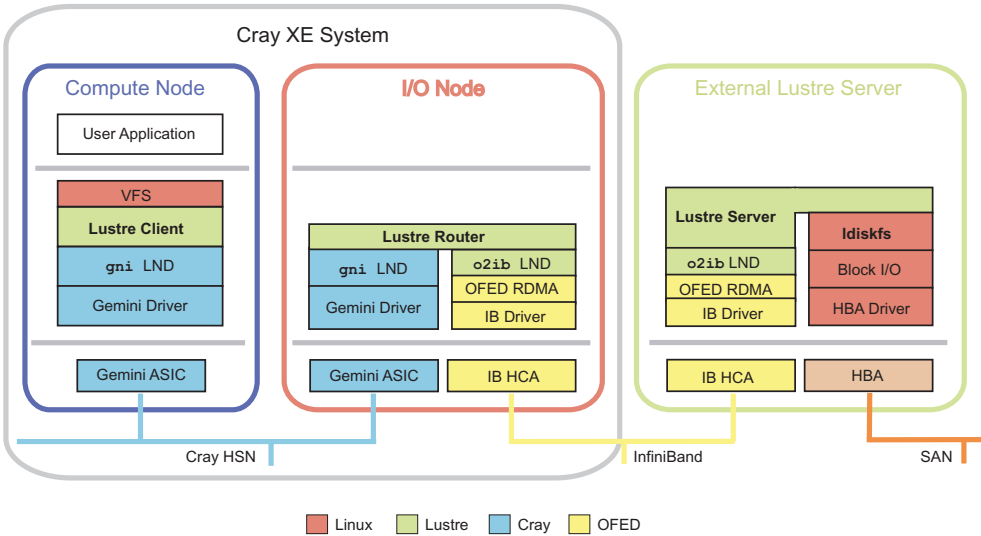 Cray XE System
Compute Node
User Application
VFS
Lustre Client
gni LND
Gemini Driver
Gemini ASIC
I/O Node
Lustre Router
gni LND
Gemini Driver
o2ib LND
OFED RDMA
IB Driver
Gemini ASIC
IB HCA
External Lustre Server
Lustre Server
o2ib LND
OFED RDMA
IB Driver
ldiskfs
Block I/O
HBA Driver
IB HCA
HBA
Cray HSN
InfiniBand
SAN
Linux
Lustre
Cray
OFED